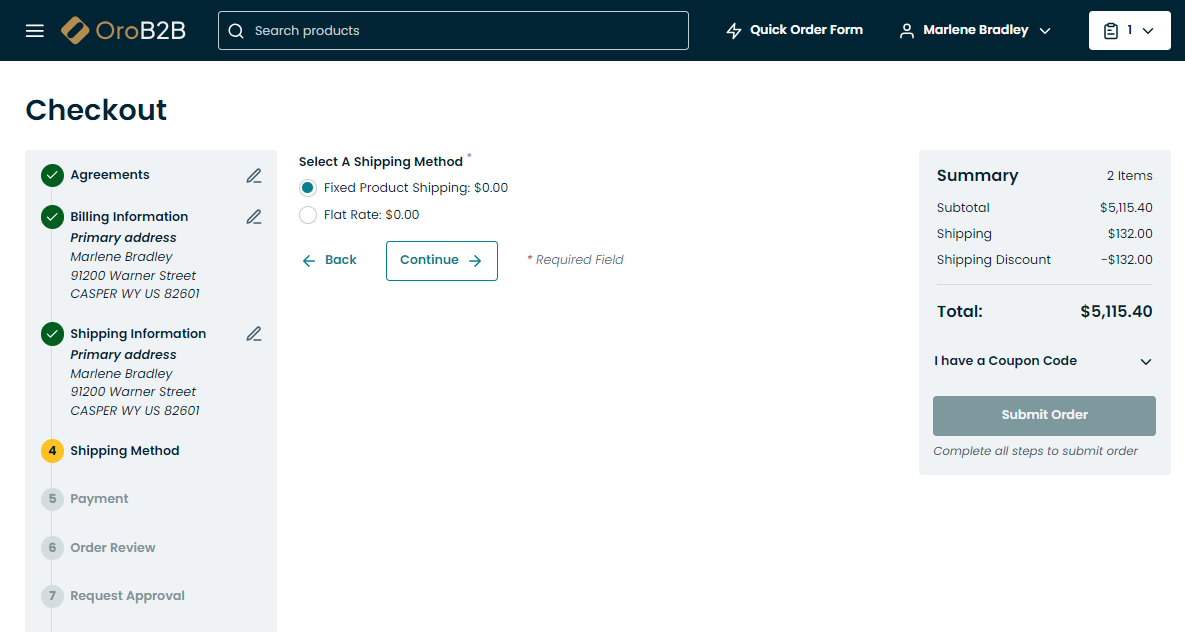 OroB2B
Search products
Quick Order Form
Marlene Bradley
1
Checkout
Agreements
Billing Information
Primary address
Marlene Bradley
91200 Warner Street
CASPER WY US 82601
Shipping Information
Primary address
Marlene Bradley
91200 Warner Street
CASPER WY US 82601
4 Shipping Method
5 Payment
6 Order Review
7 Request Approval
Select A Shipping Method *
Fixed Product Shipping: $0.00
Flat Rate: $0.00
Back
Continue
* Required Field
Summary 2 Items
Subtotal $5,115.40
Shipping $132.00
Shipping Discount -$132.00
Total: $5,115.40
I have a Coupon Code
Submit Order
Complete all steps to submit order